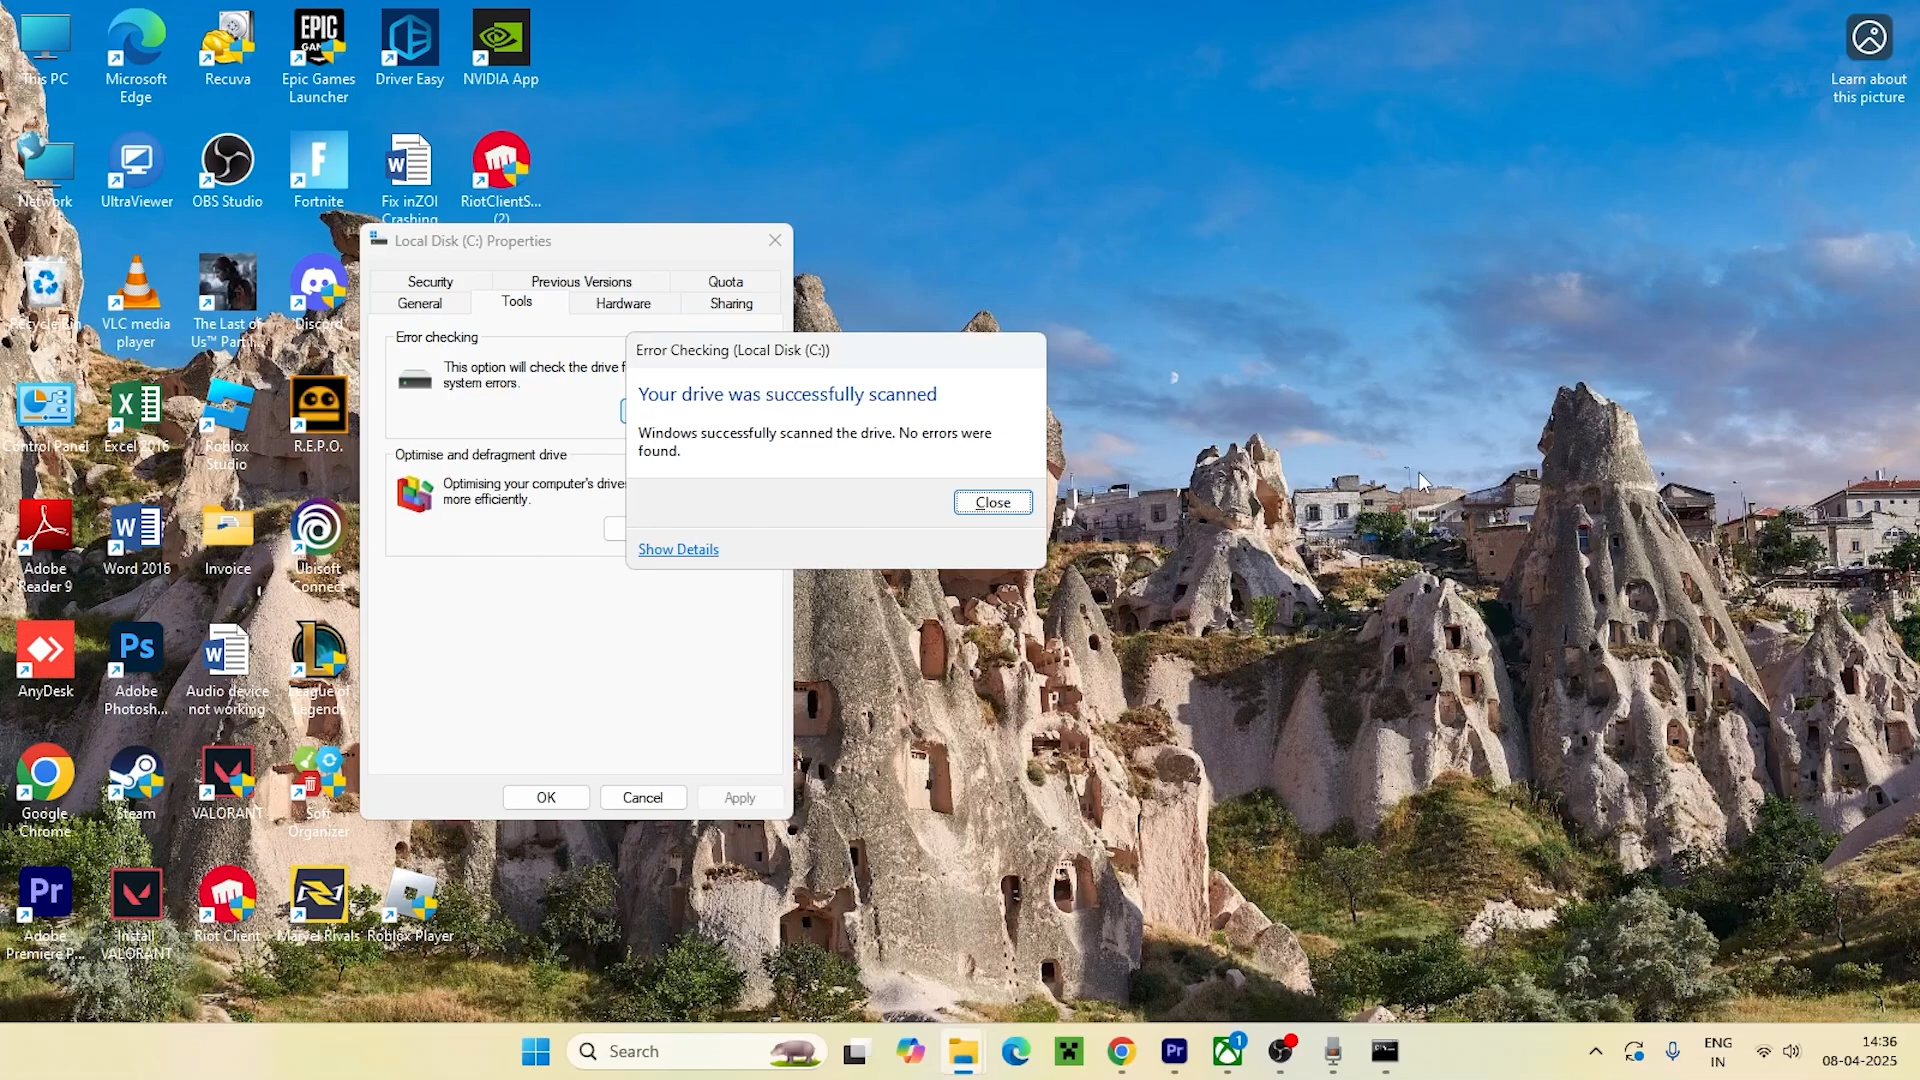 This PC
Microsoft
Edge
Recuva
Epic Games
Launcher
Driver Easy
NVIDIA App
Learn about
this picture
Network
UltraViewer
OBS Studio
Fortnite
Fix inZOI
Crashing
RiotClientS...
(2)
Recycle Bin
VLC media
player
The Last of
Us™ Part I...
Discord
Control Panel
Excel 2016
Roblox
Studio
R.E.P.O.
Adobe
Reader 9
Word 2016
Invoice
Ubisoft
Connect
AnyDesk
Adobe
Photosh...
Audio device
not working
League of
Legends
Google
Chrome
Steam
VALORANT
Soft
Organizer
Adobe
Premiere P...
Install
VALORANT
Riot Client
Marvel Rivals
Roblox Player
Local Disk (C:) Properties
Security
Previous Versions
Quota
General
Tools
Hardware
Sharing
Error checking
This option will check the drive f
system errors.
Optimise and defragment drive
Optimising your computer's drives
more efficiently.
OK
Cancel
Apply
Error Checking (Local Disk (C:))
Your drive was successfully scanned
Windows successfully scanned the drive. No errors were
found.
Close
Show Details
Search
1
ENG
IN
14:36
08-04-2025